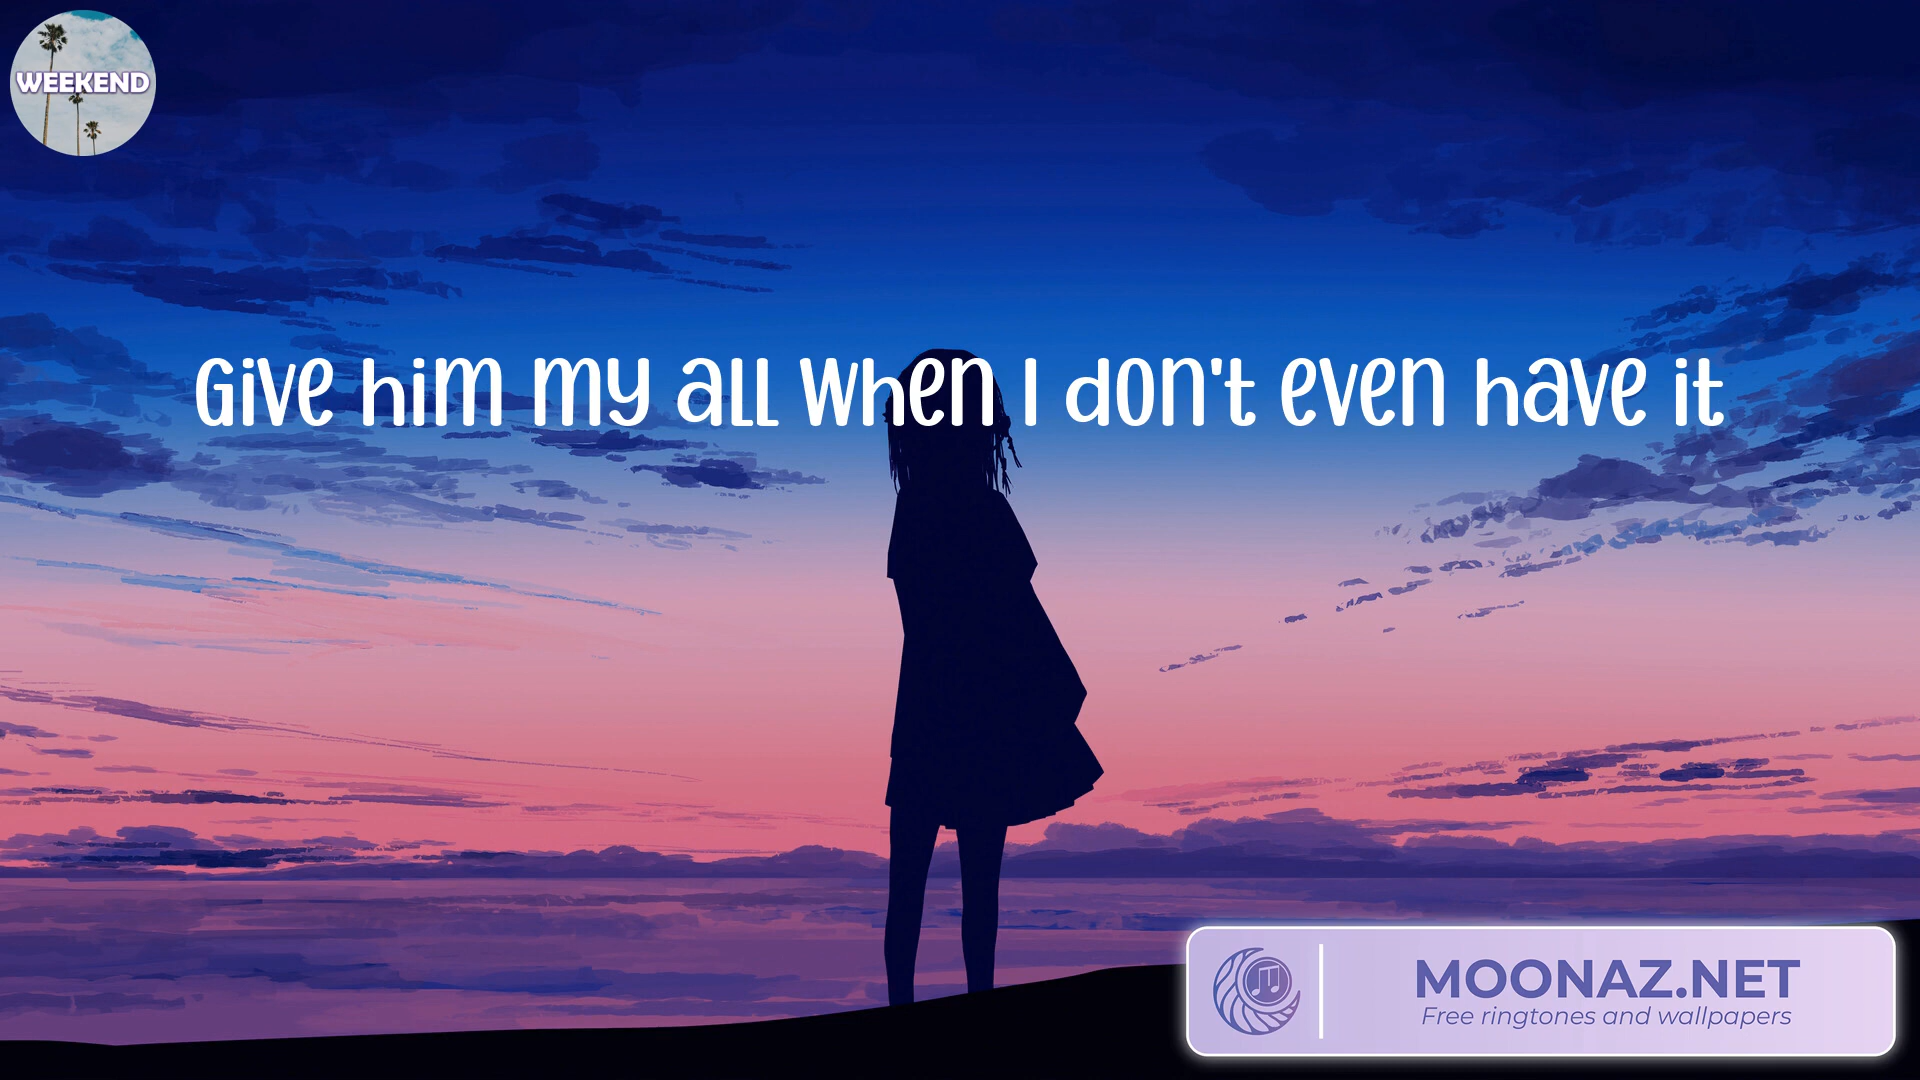 WEEKEND
Give him my all when I don't even have it
MOONAZ.NET
Free ringtones and wallpapers